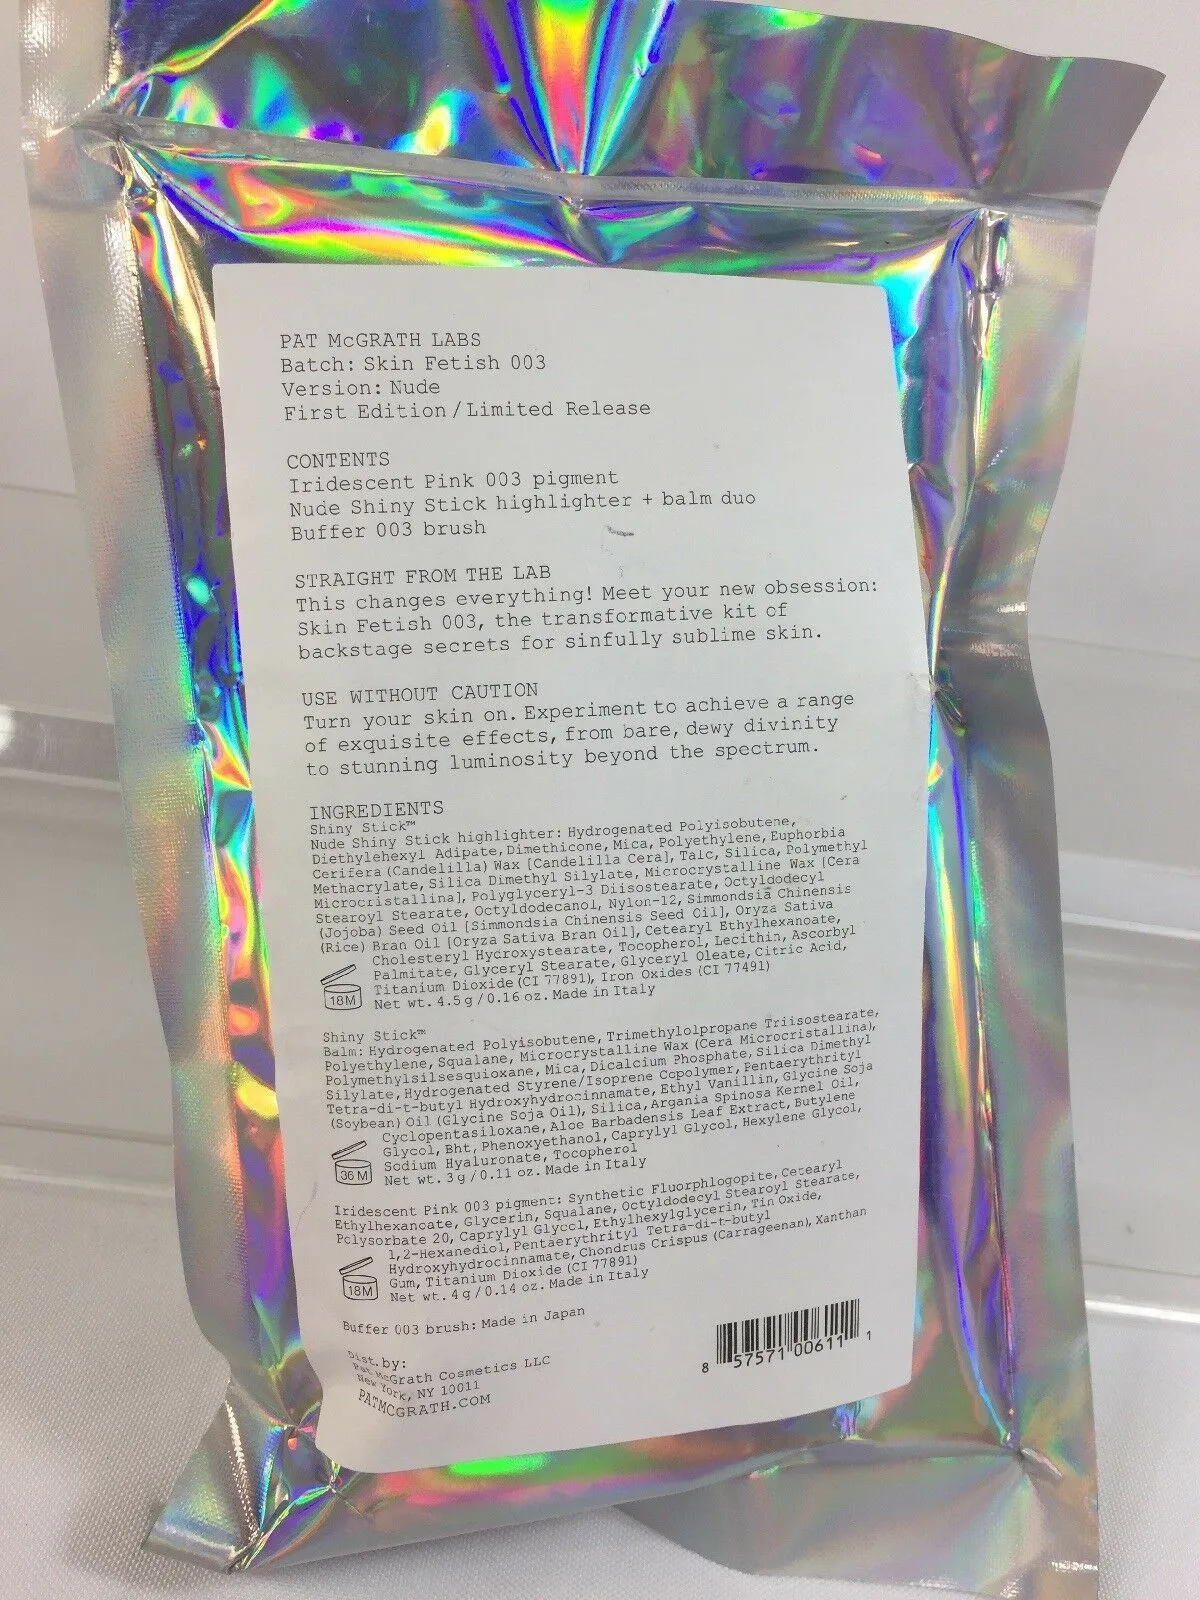 PAT McGRATH LABS
Batch: Skin Fetish 003
Version: Nude
First Edition / Limited Release
CONTENTS
Iridescent Pink 003 pigment
Nude Shiny Stick highlighter + balm duo
Buffer 003 brush
STRAIGHT FROM THE LAB
This changes everything! Meet your new obsession:
Skin Fetish 003, the transformative kit of
backstage secrets for sinfully sublime skin.
USE WITHOUT CAUTION
Turn your skin on. Experiment to achieve a range
of exquisite effects, from bare, dewy divinity
to stunning luminosity beyond the spectrum.
INGREDIENTS
Shiny Stick™
Nude Shiny Stick highlighter: Hydrogenated Polyisobutene,
Diethylehexyl Adipate, Dimethicone, Mica, Polyethylene, Euphorbia
Cerifera (Candelilla) Wax [Candelilla Cera], Talc, Silica, Polymethyl
Methacrylate, Silica Dimethyl Silylate, Microcrystalline Wax [Cera
Microcristallina], Polyglyceryl-3 Diisostearate, Octyldodecyl
Stearoyl Stearate, Octyldodecanol, Nylon-12, Simmondsia Chinensis
(Jojoba) Seed Oil [Simmondsia Chinensis Seed Oil], Oryza Sativa
(Rice) Bran Oil [Oryza Sativa Bran Oil], Cetearyl Ethylhexanoate,
Cholesteryl Hycroxystearate, Tocopherol, Lecithin, Ascorbyl
Palmitate, Glyceryl Stearate, Glyceryl Oleate, Citric Acid,
Titanium Dioxide (CI 77891), Iron Oxides (CI 77491)
18M Net wt. 4.5 g / 0.16 oz. Made in Italy
Shiny Stick™
Balm: Hydrogenated Polyisobutene, Trimethylolpropane Triisostearate,
Polyethylene, Squalane, Microcrystalline Wax (Cera Microcristallina),
Polymethylsilsesquioxane, Mica, Dicalcium Phosphate, Silica Dimethyl
Silylate, Hydrogenated Styrene/Isoprene Copolymer, Pentaerythrityl
Tetra-di-t-butyl Hydroxyhydrocinnamate, Ethyl Vanillin, Glycine Soja
(Soybean) Oil (Glycine Soja Oil), Silica, Argania Spinosa Kernel Oil,
Cyclopentasiloxane, Aloe Barbadensis Leaf Extract, Butylene
Glycol, Bht, Phenoxyethanol, Caprylyl Glycol, Hexylene Glycol,
Sodium Hyaluronate, Tocopherol
36 M Net wt. 3 g / 0.11 oz. Made in Italy
Iridescent Pink 003 pigment: Synthetic Fluorphlogopite, Cetearyl
Ethylhexanoate, Glycerin, Squalane, Octyldodecyl Stearoyl Stearate,
Polysorbate 20, Caprylyl Glycol, Ethylhexylglycerin, Tin Oxide,
1,2-Hexanediol, Pentaerythrityl Tetra-di-t-butyl
Hydroxyhydrocinnamate, Chondrus Crispus (Carrageenan), Xanthan
Gum, Titanium Dioxide (CI 77891)
18M Net wt. 4 g / 0.14 oz. Made in Italy
Buffer 003 brush: Made in Japan
Dist. by:
Pat McGrath Cosmetics LLC
New York, NY 10011
PATMCGRATH.COM
8 57571 00611 1